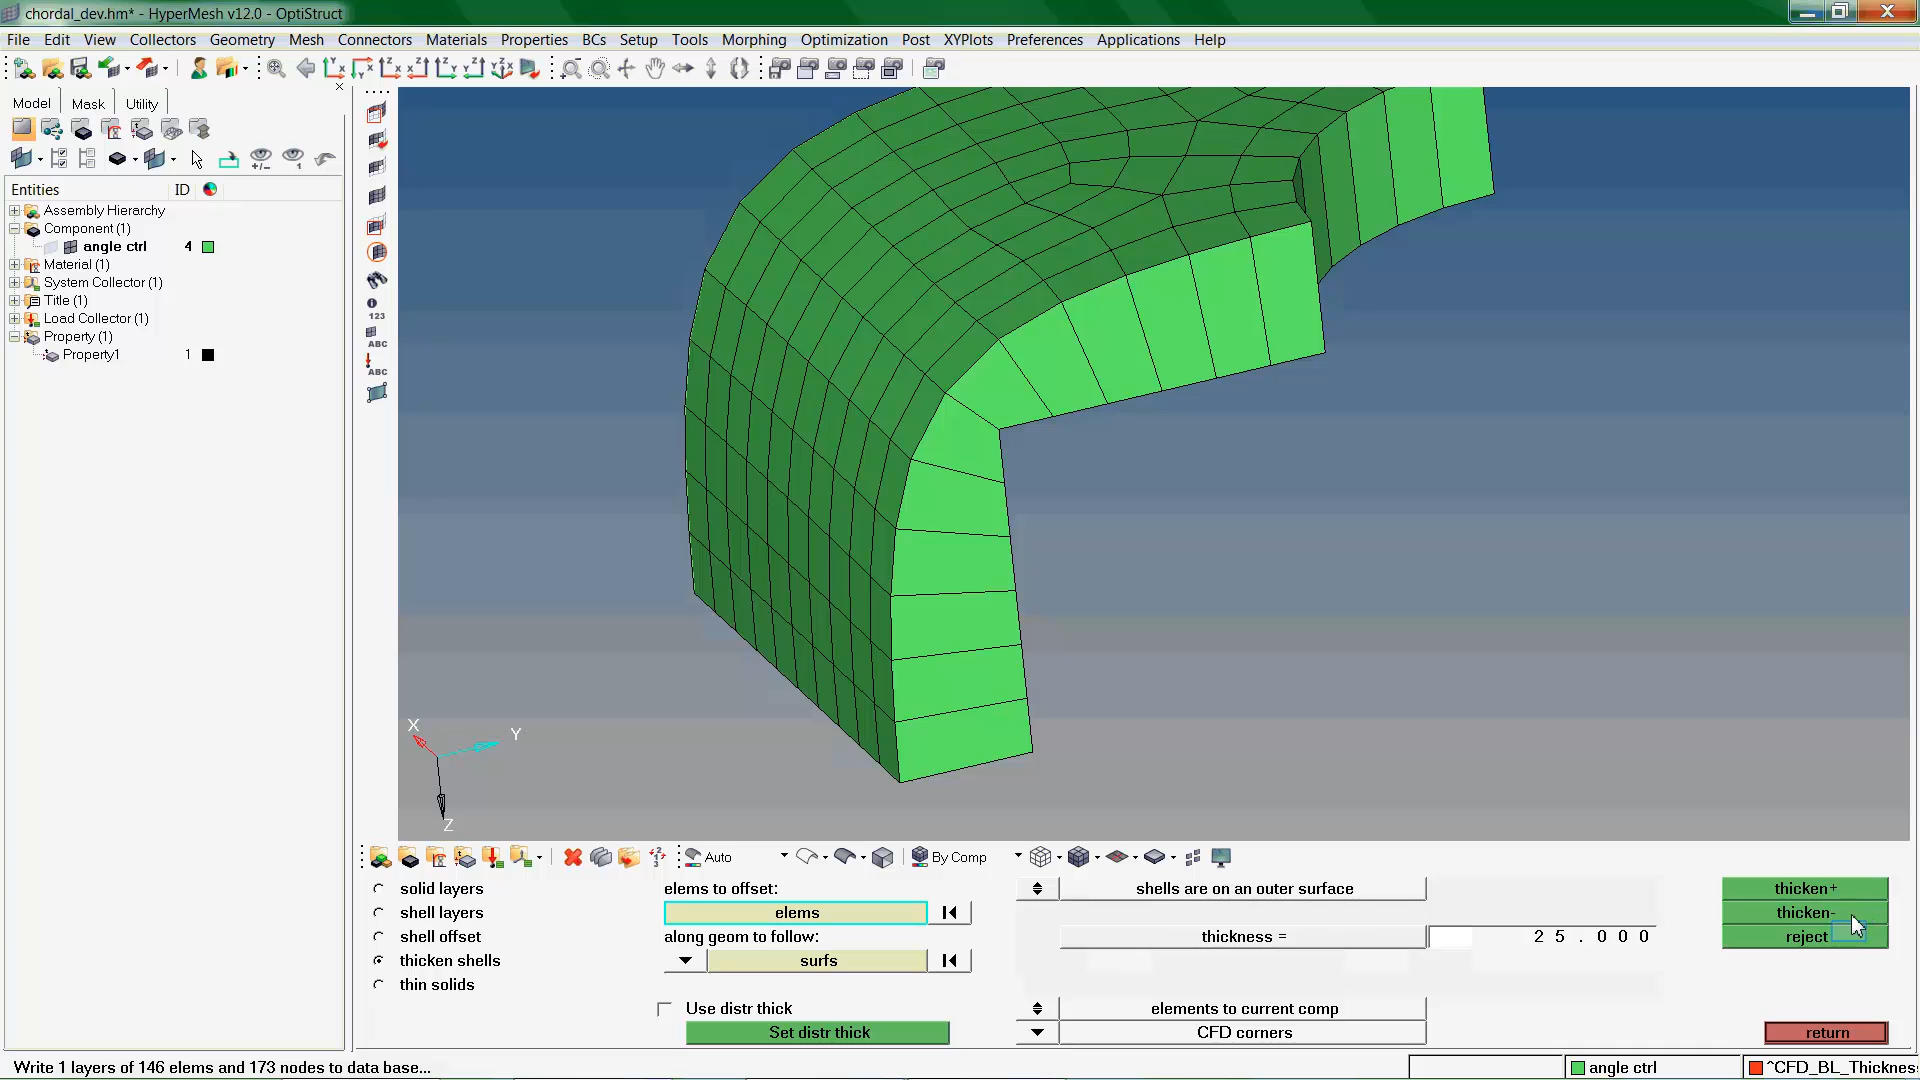 chordal_dev.hm* - HyperMesh v12.0 - OptiStruct
File Edit View Collectors Geometry Mesh Connectors Materials Properties BCs Setup Tools Morphing Optimization Post XYPlots Preferences Applications Help
Model Mask Utility
Entities ID
Assembly Hierarchy
Component (1)
angle ctrl 4
Material (1)
System Collector (1)
Title (1)
Load Collector (1)
Property (1)
Property1 1
123
ABC
ABC
X
Y
Z
Auto By Comp
solid layers
shell layers
shell offset
thicken shells
thin solids
elems to offset:
elems
along geom to follow:
surfs
Use distr thick
Set distr thick
shells are on an outer surface
thickness = 25.000
elements to current comp
CFD corners
thicken+
thicken-
reject
return
Write 1 layers of 146 elems and 173 nodes to data base... angle ctrl ^CFD_BL_Thicknes